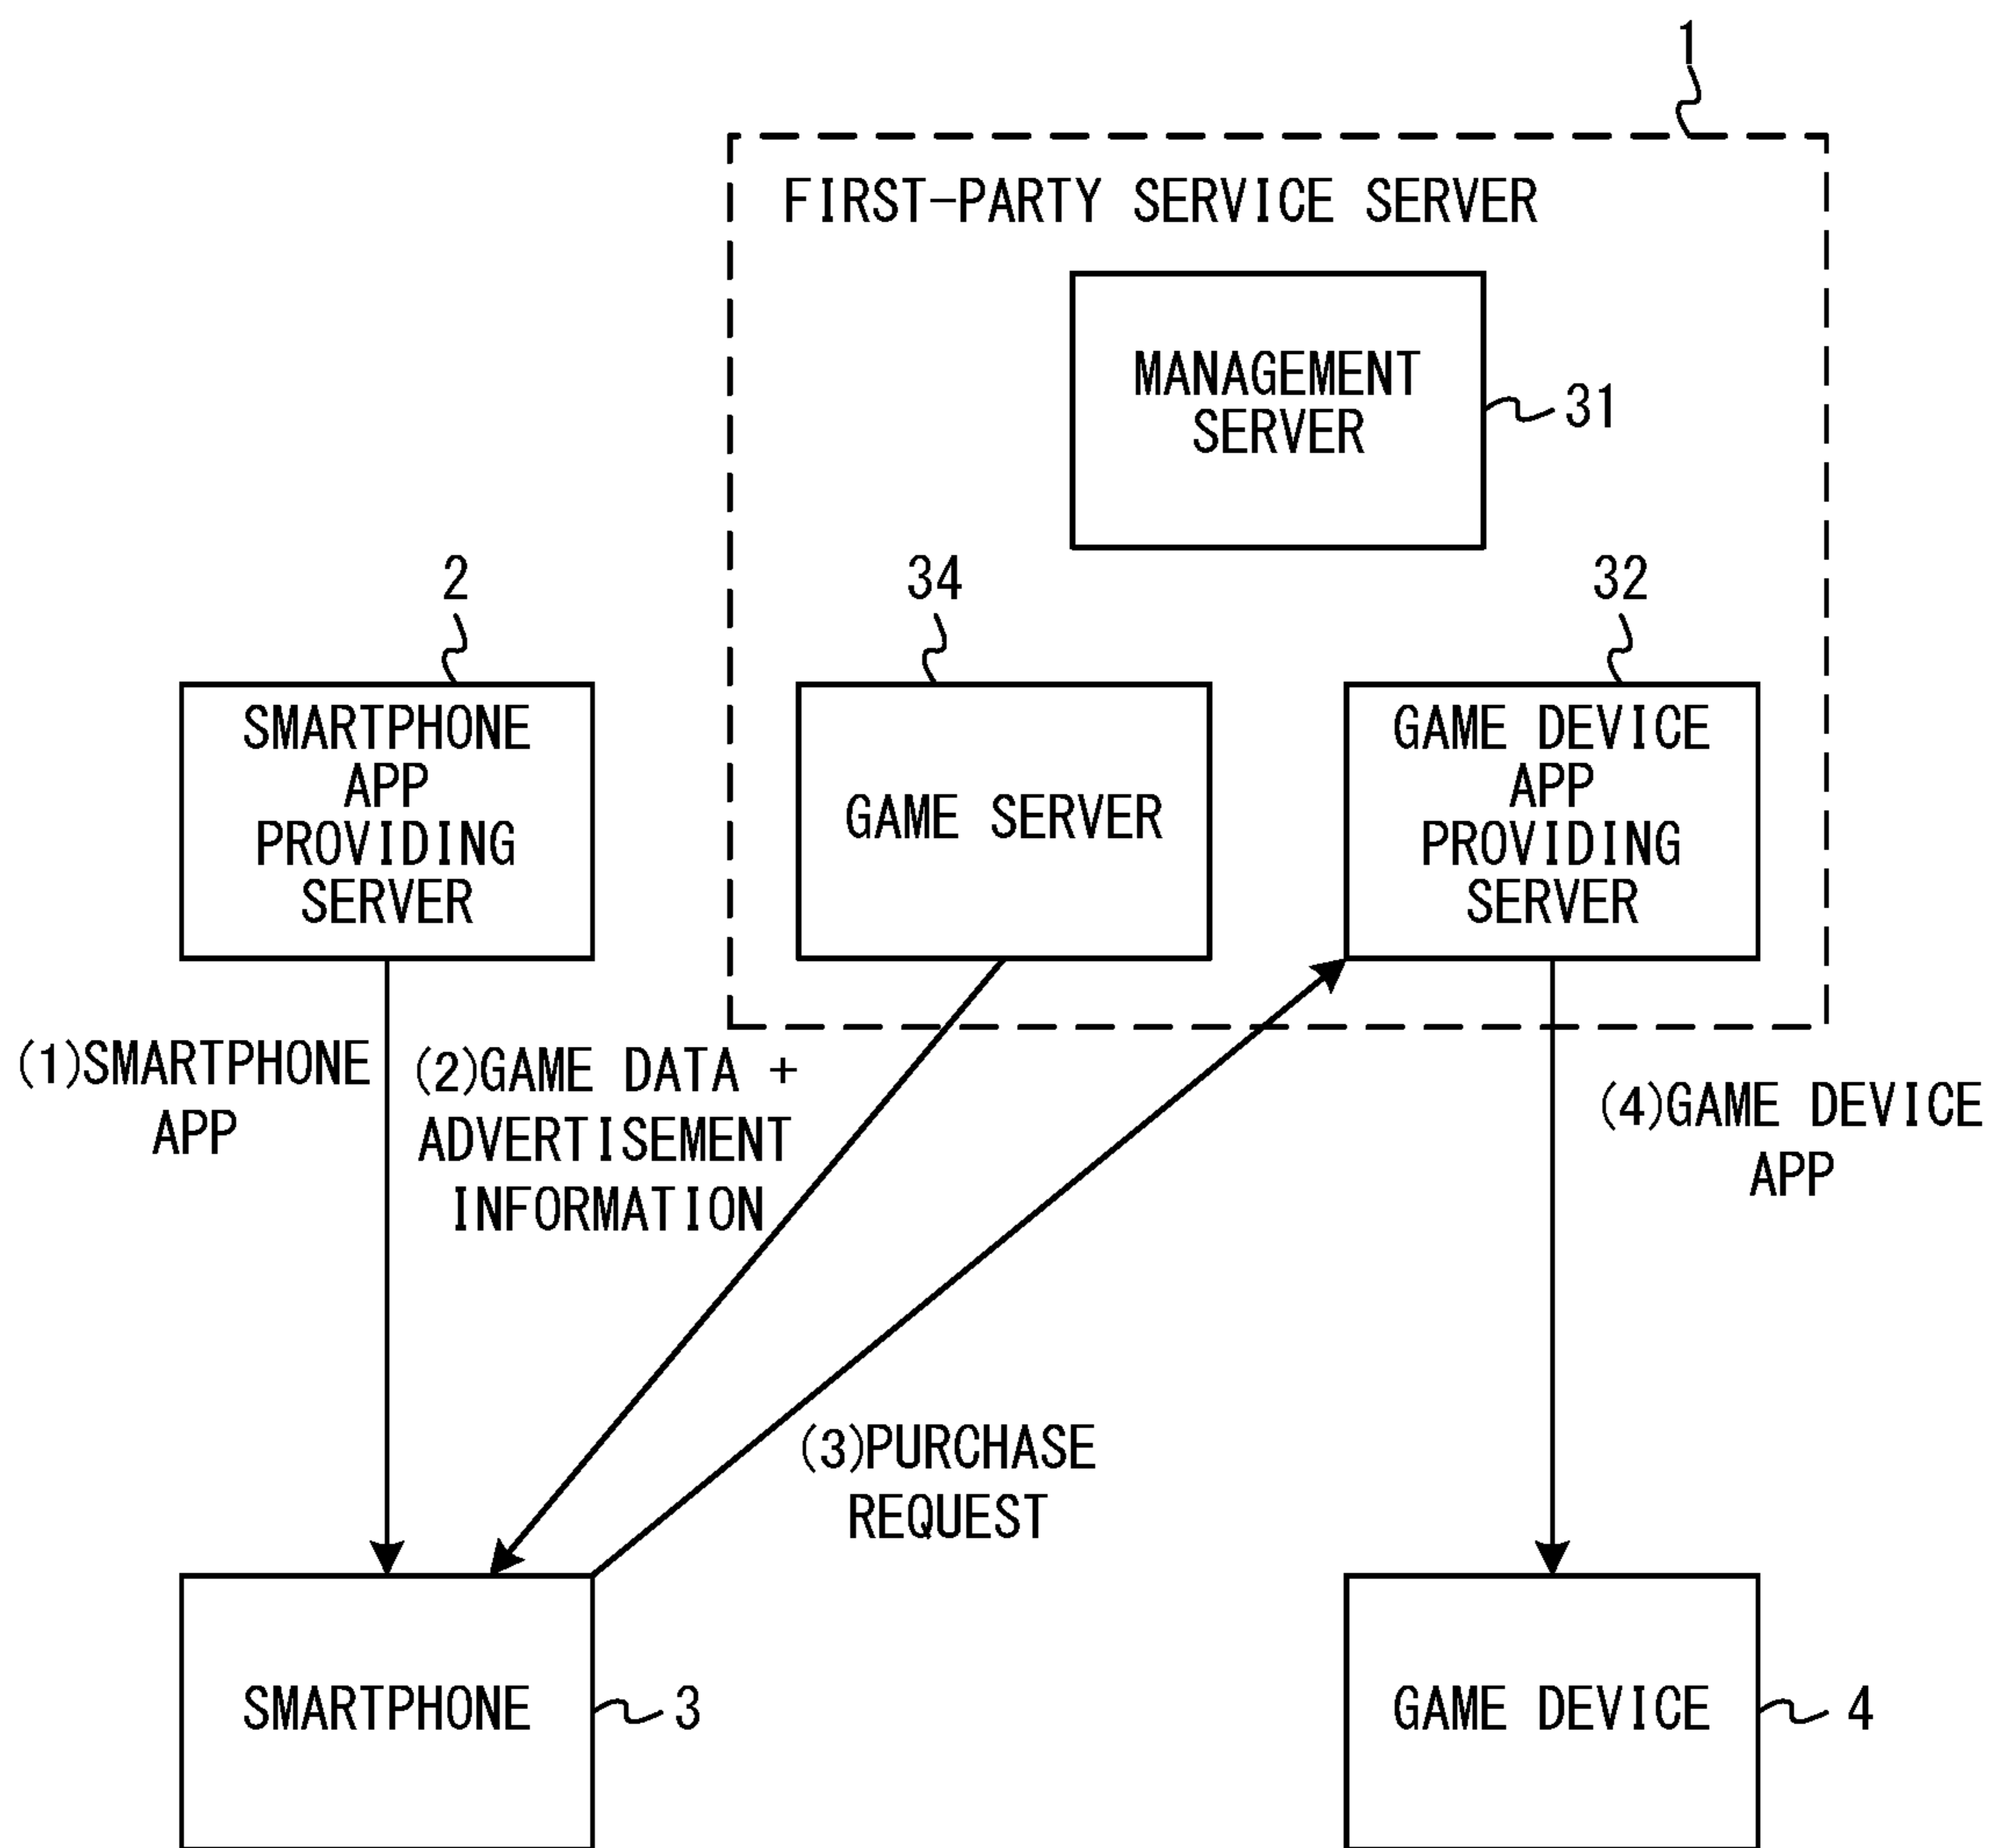 1
FIRST-PARTY SERVICE SERVER
MANAGEMENT
SERVER
31
2
34
32
SMARTPHONE
APP
PROVIDING
SERVER
GAME SERVER
GAME DEVICE
APP
PROVIDING
SERVER
(1)SMARTPHONE
APP
(2)GAME DATA +
ADVERTISEMENT
INFORMATION
(4)GAME DEVICE
APP
(3)PURCHASE
REQUEST
SMARTPHONE
3
GAME DEVICE
4